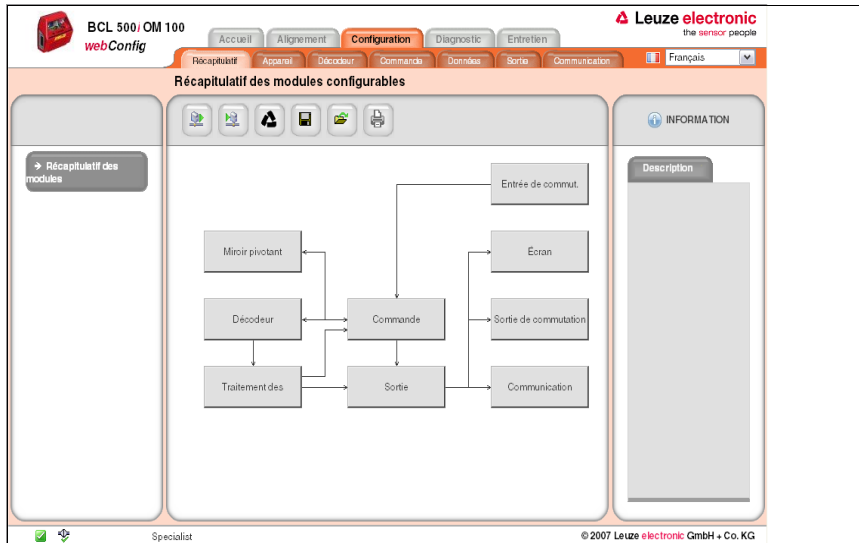 BCL 500i OM 100
webConfig
Accueil
Alignement
Configuration
Diagnostic
Entretien
Leuze electronic
the sensor people
Récapitulatif
Appareil
Décodeur
Commande
Données
Sortie
Communication
Français
Récapitulatif des modules configurables
INFORMATION
→ Récapitulatif des
modules
Description
Entrée de commut.
Miroir pivotant
Écran
Décodeur
Commande
Sortie de commutation
Traitement des
Sortie
Communication
Specialist
© 2007 Leuze electronic GmbH + Co. KG